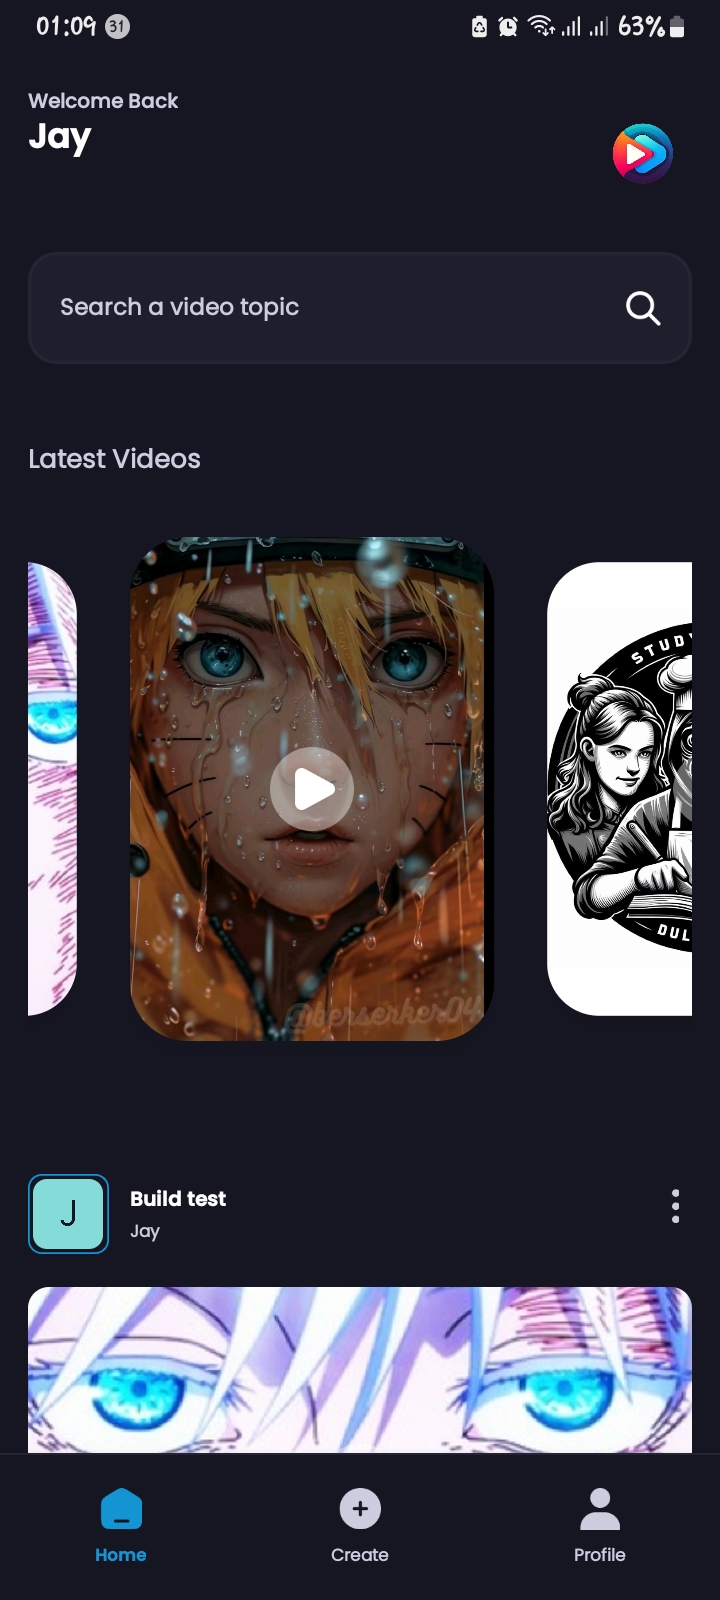 01:09 31 63%
Welcome Back
Jay
Search a video topic
Latest Videos
STUDY
DUL
@berserker04
J
Build test
Jay
Home
Create
Profile